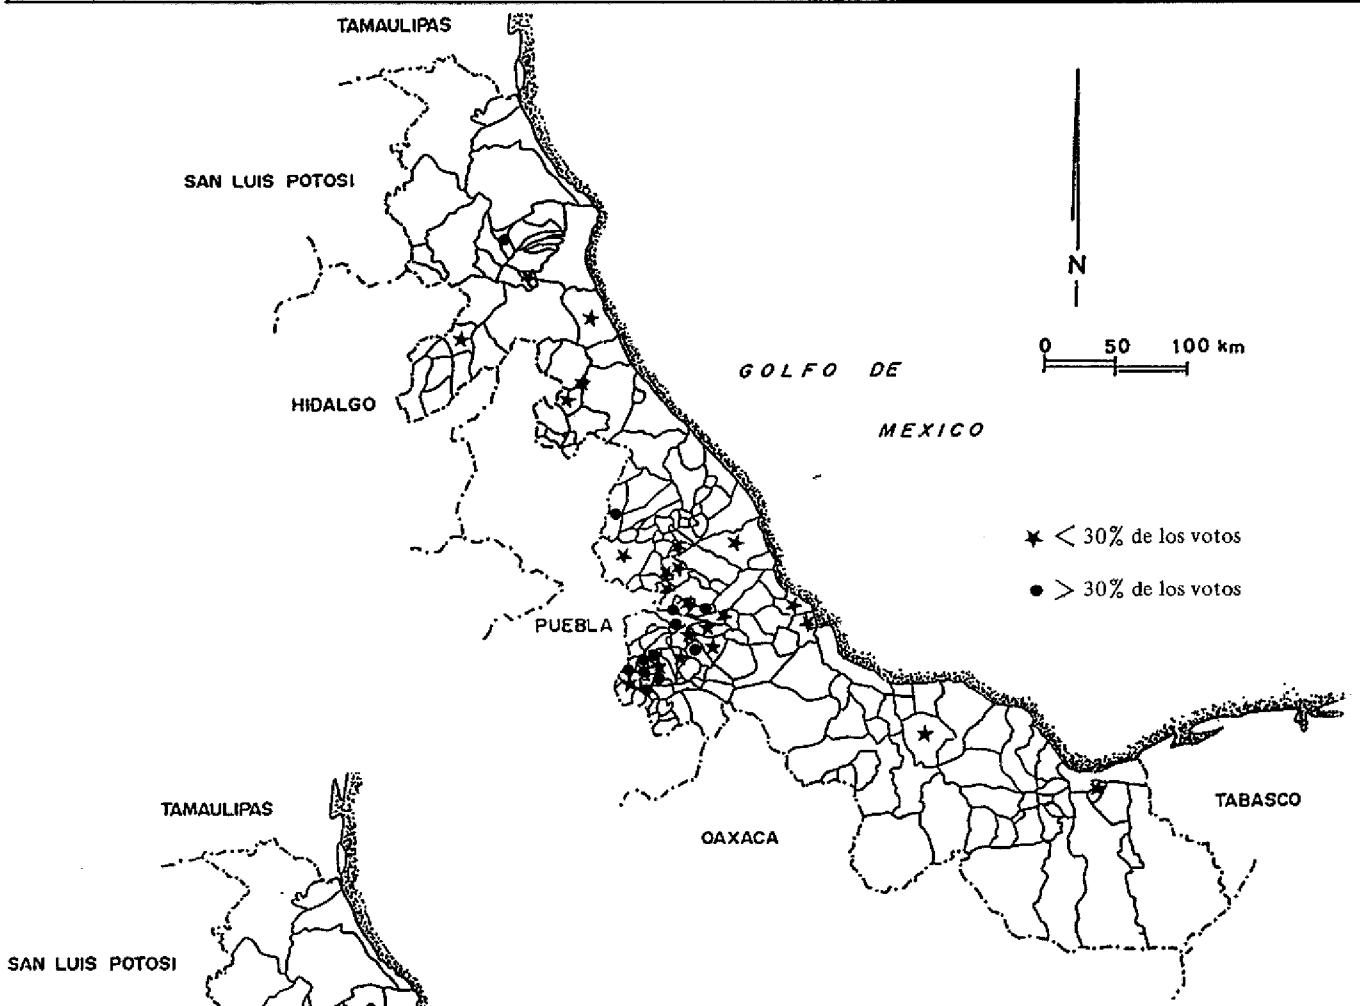 TAMAULIPAS
SAN LUIS POTOSI
N
0 50 100 km
GOLFO DE
HIDALGO
MEXICO
< 30% de los votos
> 30% de los votos
PUEBLA
TABASCO
TAMAULIPAS
OAXACA
SAN LUIS POTOSI